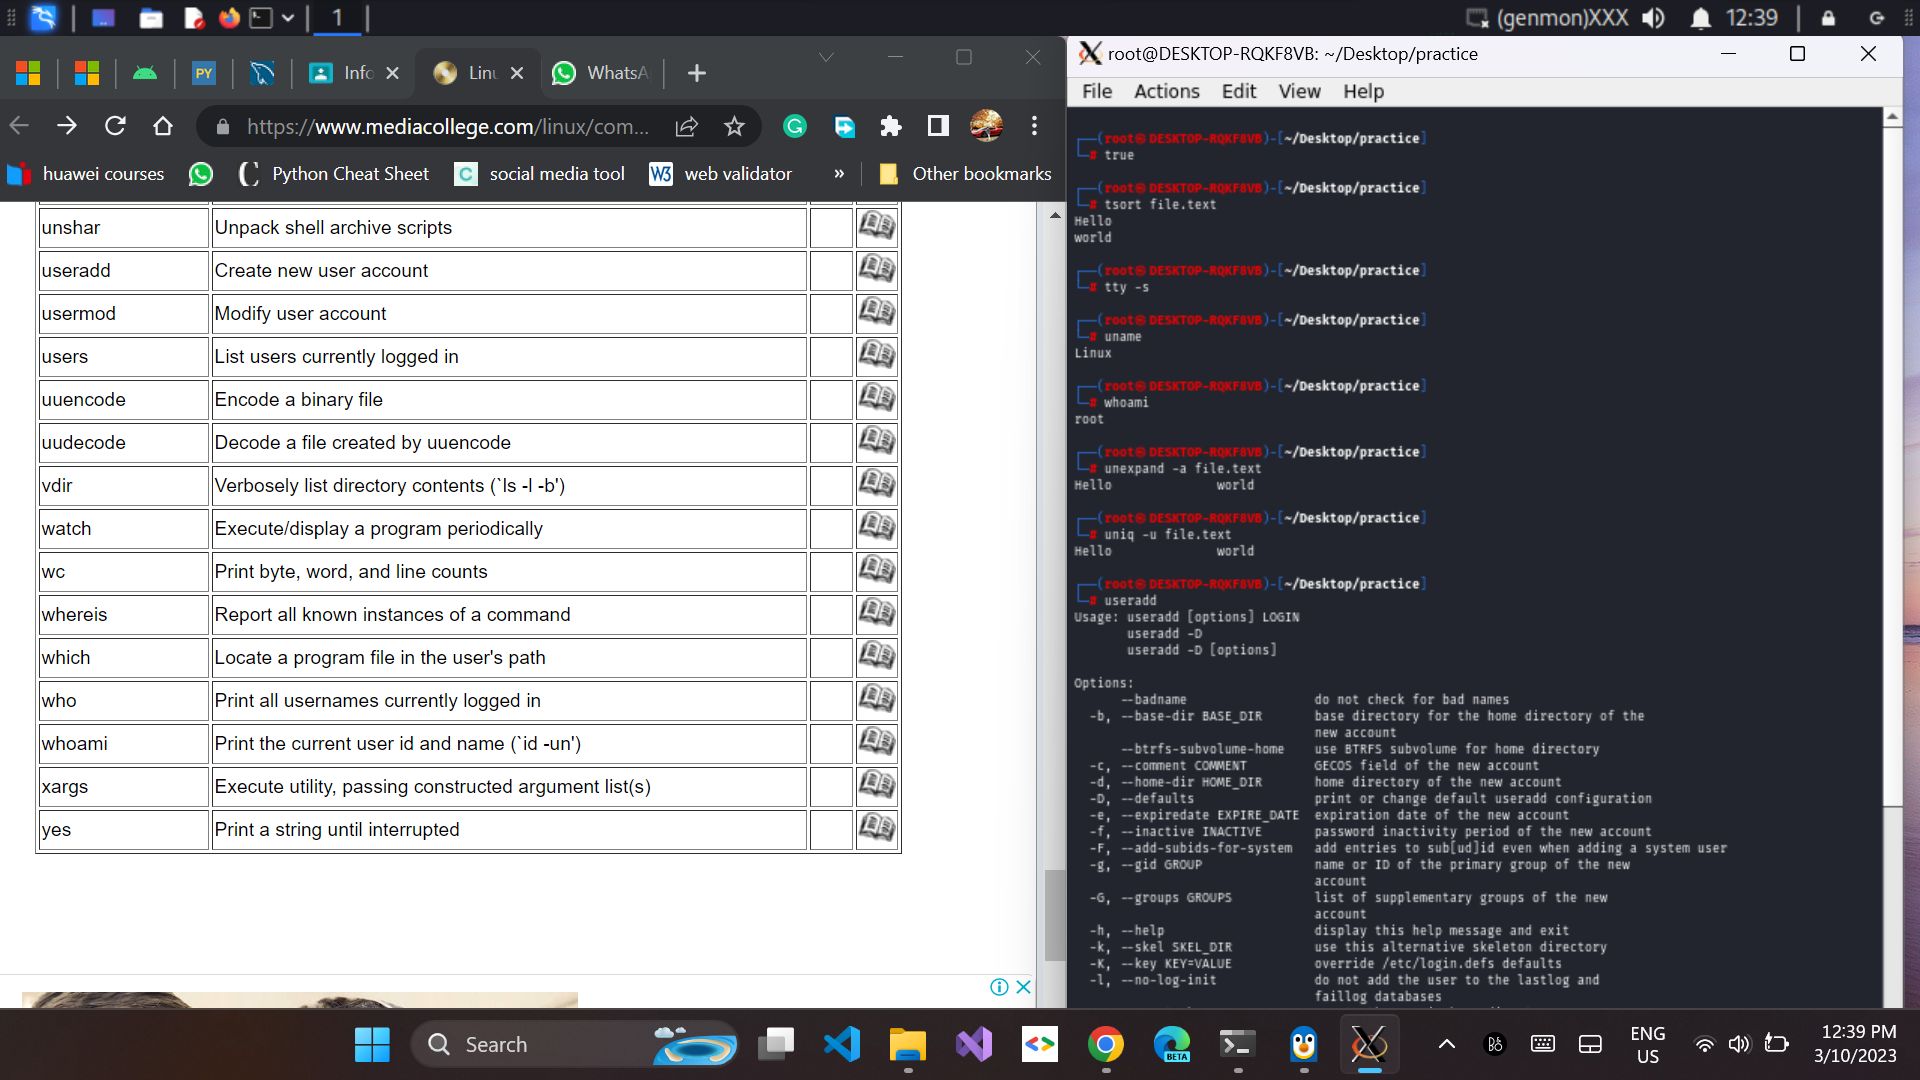 1
(genmon)XXX
12:39
PY
Info
Linu
WhatsA
https://www.mediacollege.com/linux/com...
huawei courses
Python Cheat Sheet
C
social media tool
W3
web validator
»
Other bookmarks
unshar Unpack shell archive scripts
useradd Create new user account
usermod Modify user account
users List users currently logged in
uuencode Encode a binary file
uudecode Decode a file created by uuencode
vdir Verbosely list directory contents (`ls -l -b')
watch Execute/display a program periodically
wc Print byte, word, and line counts
whereis Report all known instances of a command
which Locate a program file in the user's path
who Print all usernames currently logged in
whoami Print the current user id and name (`id -un')
xargs Execute utility, passing constructed argument list(s)
yes Print a string until interrupted
root@DESKTOP-RQKF8VB: ~/Desktop/practice
File Actions Edit View Help
┌──(root㉿DESKTOP-RQKF8VB)-[~/Desktop/practice]
└─# true
┌──(root㉿DESKTOP-RQKF8VB)-[~/Desktop/practice]
└─# tsort file.text
Hello
world
┌──(root㉿DESKTOP-RQKF8VB)-[~/Desktop/practice]
└─# tty -s
┌──(root㉿DESKTOP-RQKF8VB)-[~/Desktop/practice]
└─# uname
Linux
┌──(root㉿DESKTOP-RQKF8VB)-[~/Desktop/practice]
└─# whoami
root
┌──(root㉿DESKTOP-RQKF8VB)-[~/Desktop/practice]
└─# unexpand -a file.text
Hello world
┌──(root㉿DESKTOP-RQKF8VB)-[~/Desktop/practice]
└─# uniq -u file.text
Hello world
┌──(root㉿DESKTOP-RQKF8VB)-[~/Desktop/practice]
└─# useradd
Usage: useradd [options] LOGIN
useradd -D
useradd -D [options]
Options:
--badname do not check for bad names
-b, --base-dir BASE_DIR base directory for the home directory of the
new account
--btrfs-subvolume-home use BTRFS subvolume for home directory
-c, --comment COMMENT GECOS field of the new account
-d, --home-dir HOME_DIR home directory of the new account
-D, --defaults print or change default useradd configuration
-e, --expiredate EXPIRE_DATE expiration date of the new account
-f, --inactive INACTIVE password inactivity period of the new account
-F, --add-subids-for-system add entries to sub[ud]id even when adding a system user
-g, --gid GROUP name or ID of the primary group of the new
account
-G, --groups GROUPS list of supplementary groups of the new
account
-h, --help display this help message and exit
-k, --skel SKEL_DIR use this alternative skeleton directory
-K, --key KEY=VALUE override /etc/login.defs defaults
-l, --no-log-init do not add the user to the lastlog and
faillog databases
Search
BETA
ENG
US
12:39 PM
3/10/2023